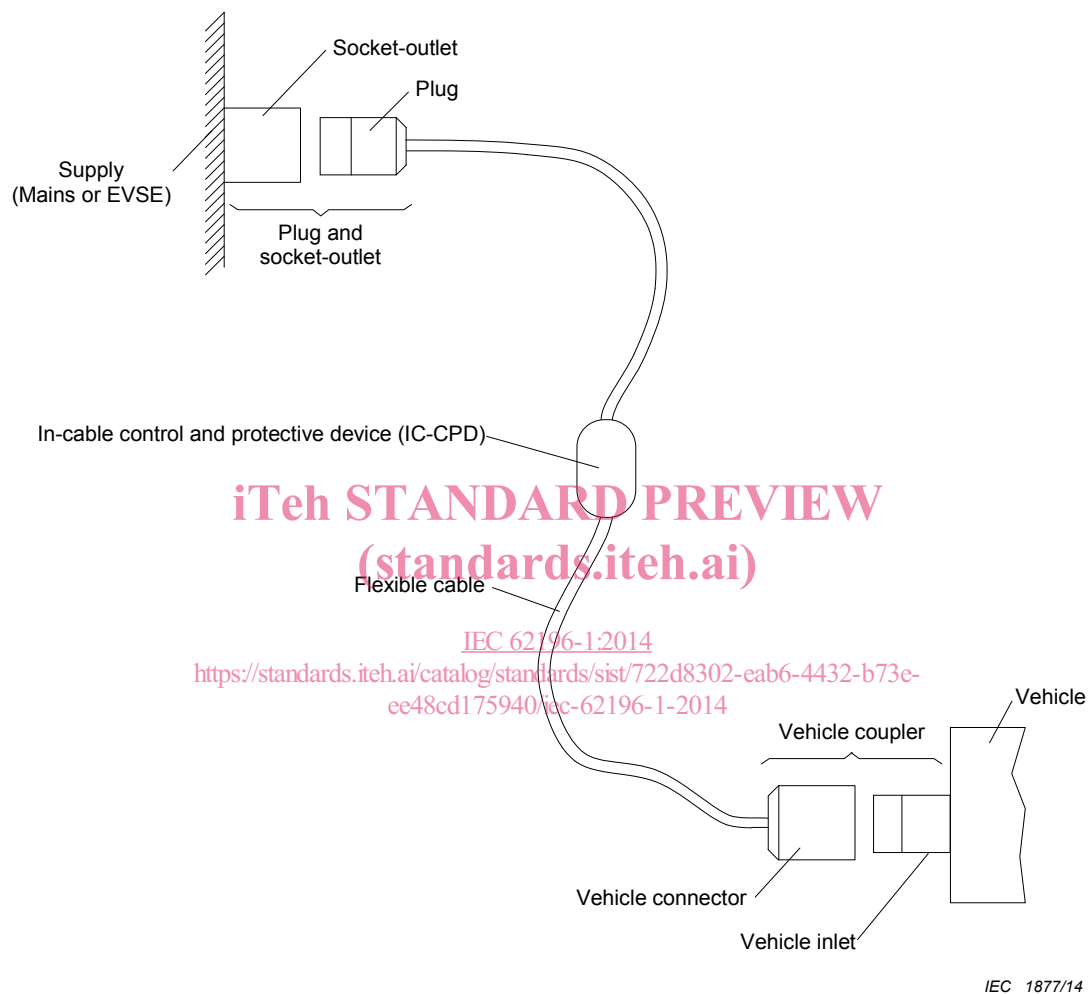 Socket-outlet
Plug
Supply
(Mains or EVSE)
Plug and
socket-outlet
In-cable control and protective device (IC-CPD)
iTeh STANDARD PREVIEW
(standards.iteh.ai)
Flexible cable
IEC 62196-1:2014
https://standards.iteh.ai/catalog/standards/sist/722d8302-eab6-4432-b73e-
ee48cd175940/iec-62196-1-2014
Vehicle
Vehicle coupler
Vehicle connector
Vehicle inlet
IEC 1877/14